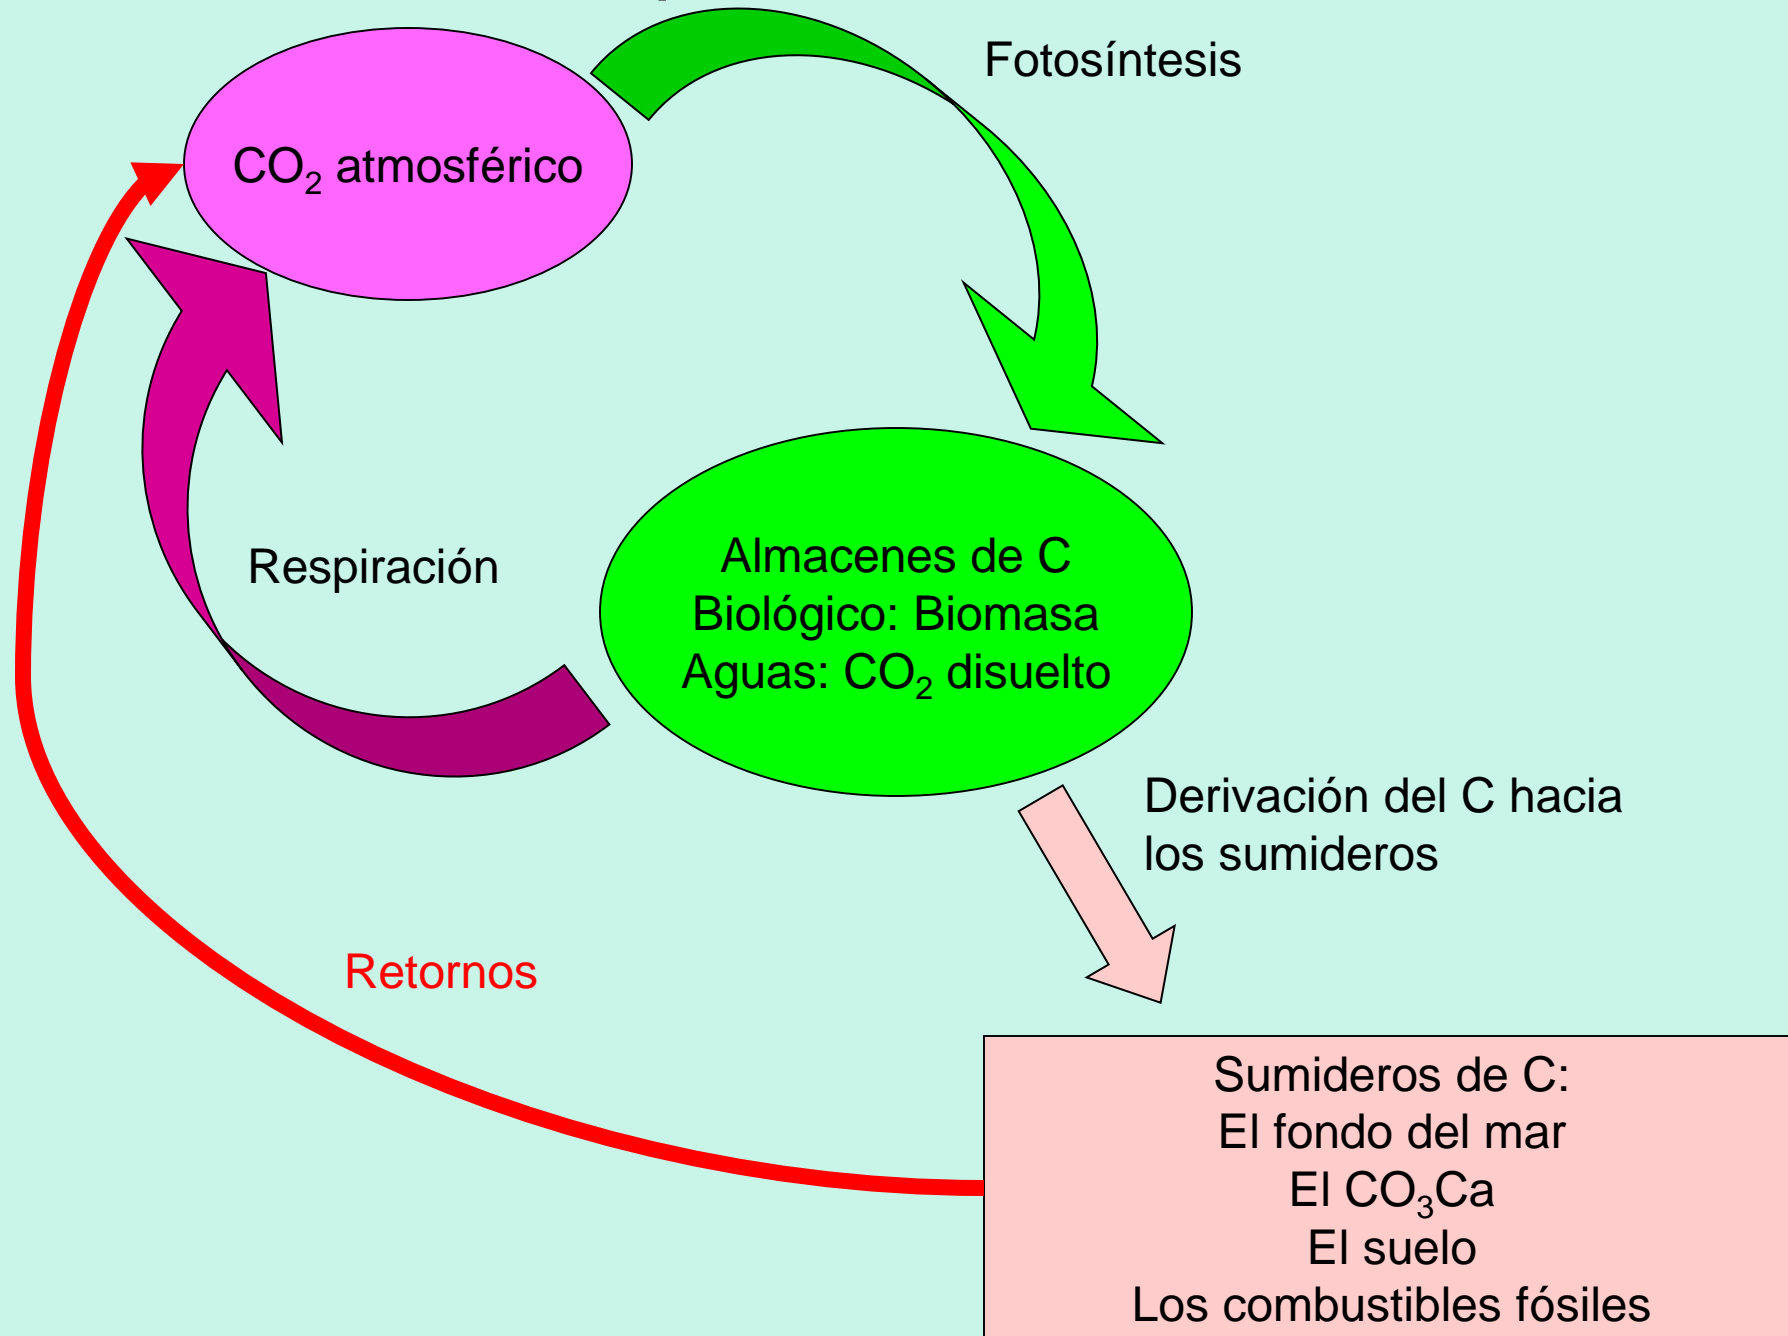 Fotosíntesis
CO₂ atmosférico
Respiración
Almacenes de C
Biológico: Biomasa
Aguas: CO₂ disuelto
Derivación del C hacia
los sumideros
Retornos
Sumideros de C:
El fondo del mar
El CO₃Ca
El suelo
Los combustibles fósiles